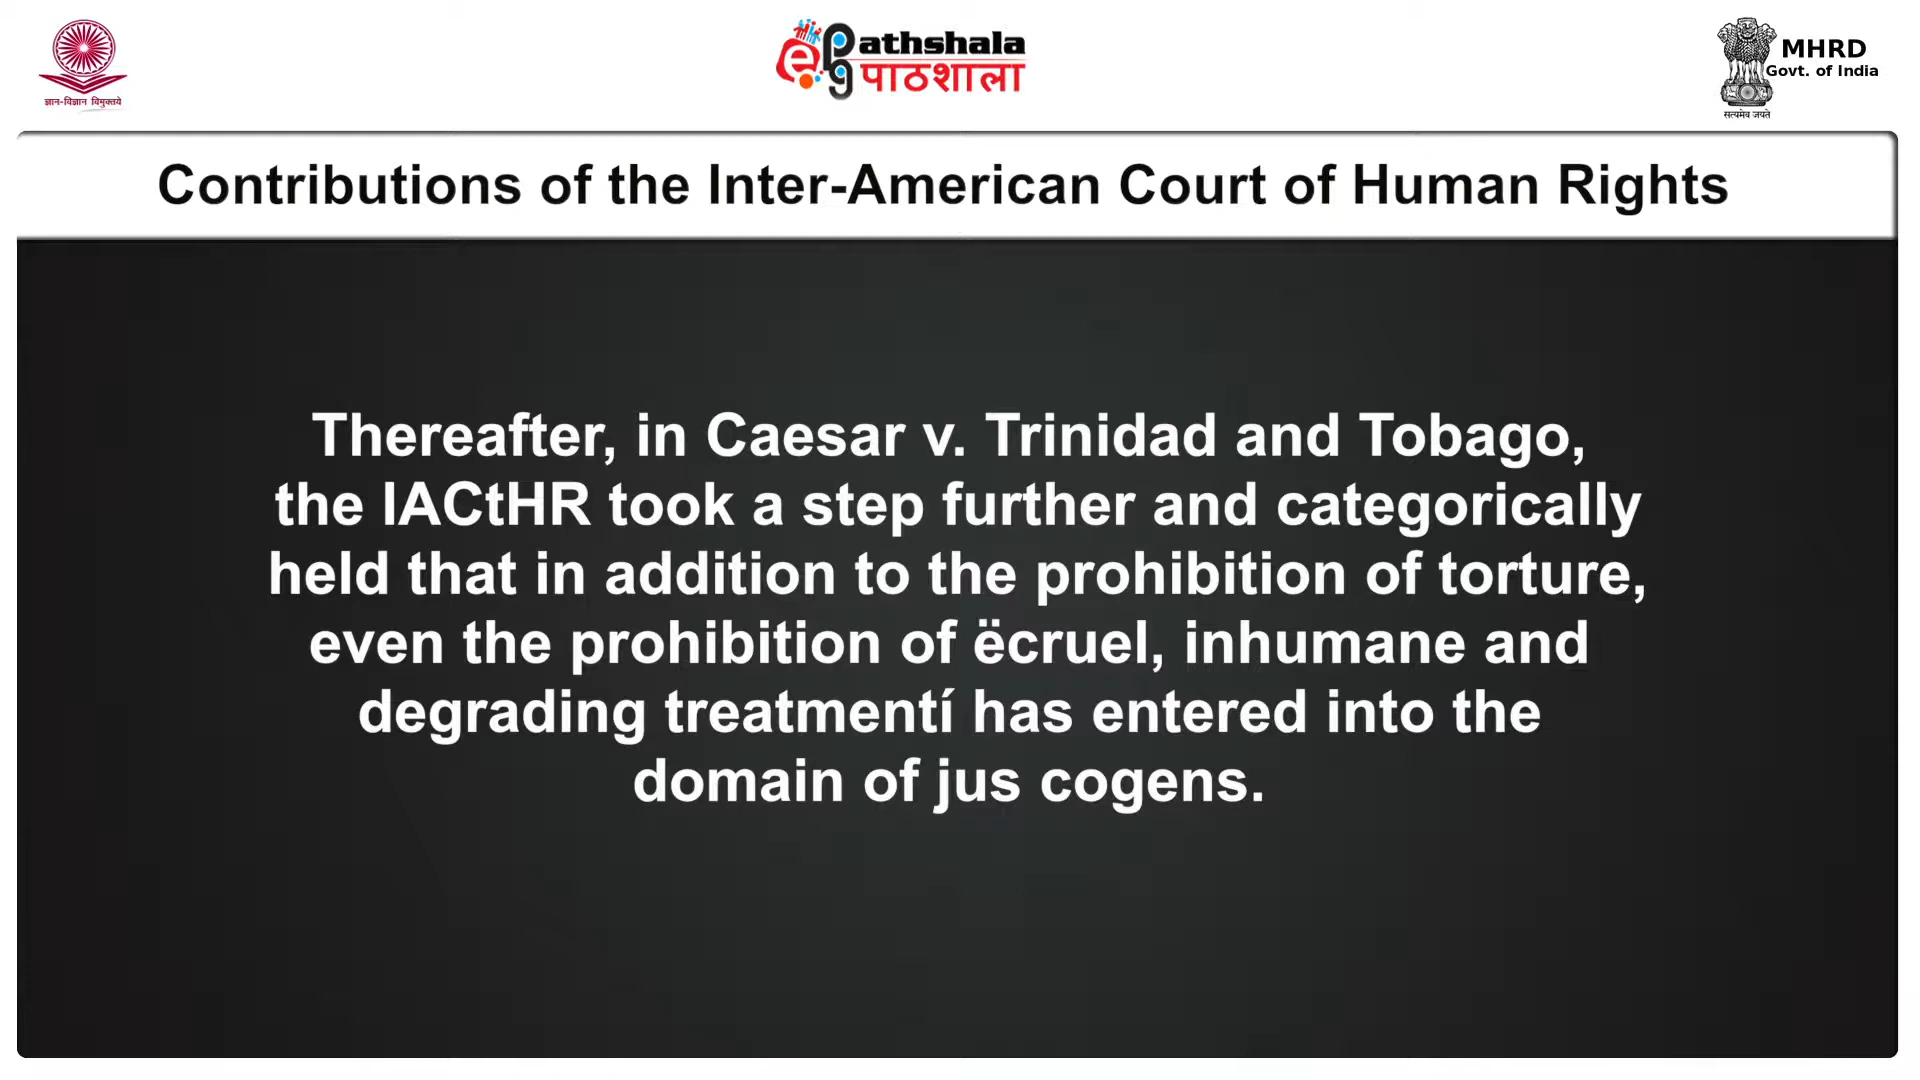 ज्ञान-विज्ञान विमुक्तये
ePG Pathshala
पाठशाला
MHRD
Govt. of India
सत्यमेव जयते
Contributions of the Inter-American Court of Human Rights
Thereafter, in Caesar v. Trinidad and Tobago,
the IACtHR took a step further and categorically
held that in addition to the prohibition of torture,
even the prohibition of ëcruel, inhumane and
degrading treatmentí has entered into the
domain of jus cogens.